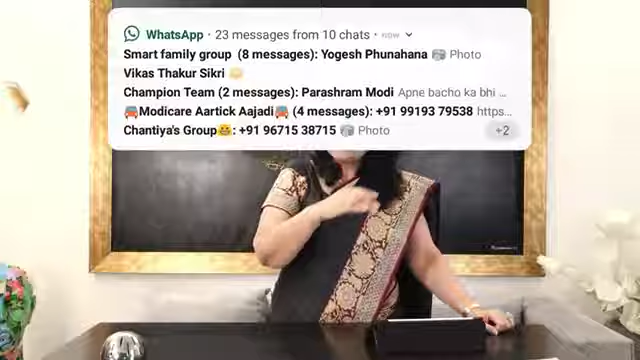 WhatsApp · 23 messages from 10 chats · now
Smart family group (8 messages): Yogesh Phunahana 📷 Photo
Vikas Thakur Sikri 😊
Champion Team (2 messages): Parashram Modi Apne bacho ka bhi ...
🚘Modicare Aartick Aajadi🚘 (4 messages): +91 99193 79538 https...
Chantiya's Group😀: +91 96715 38715 📷 Photo
+2